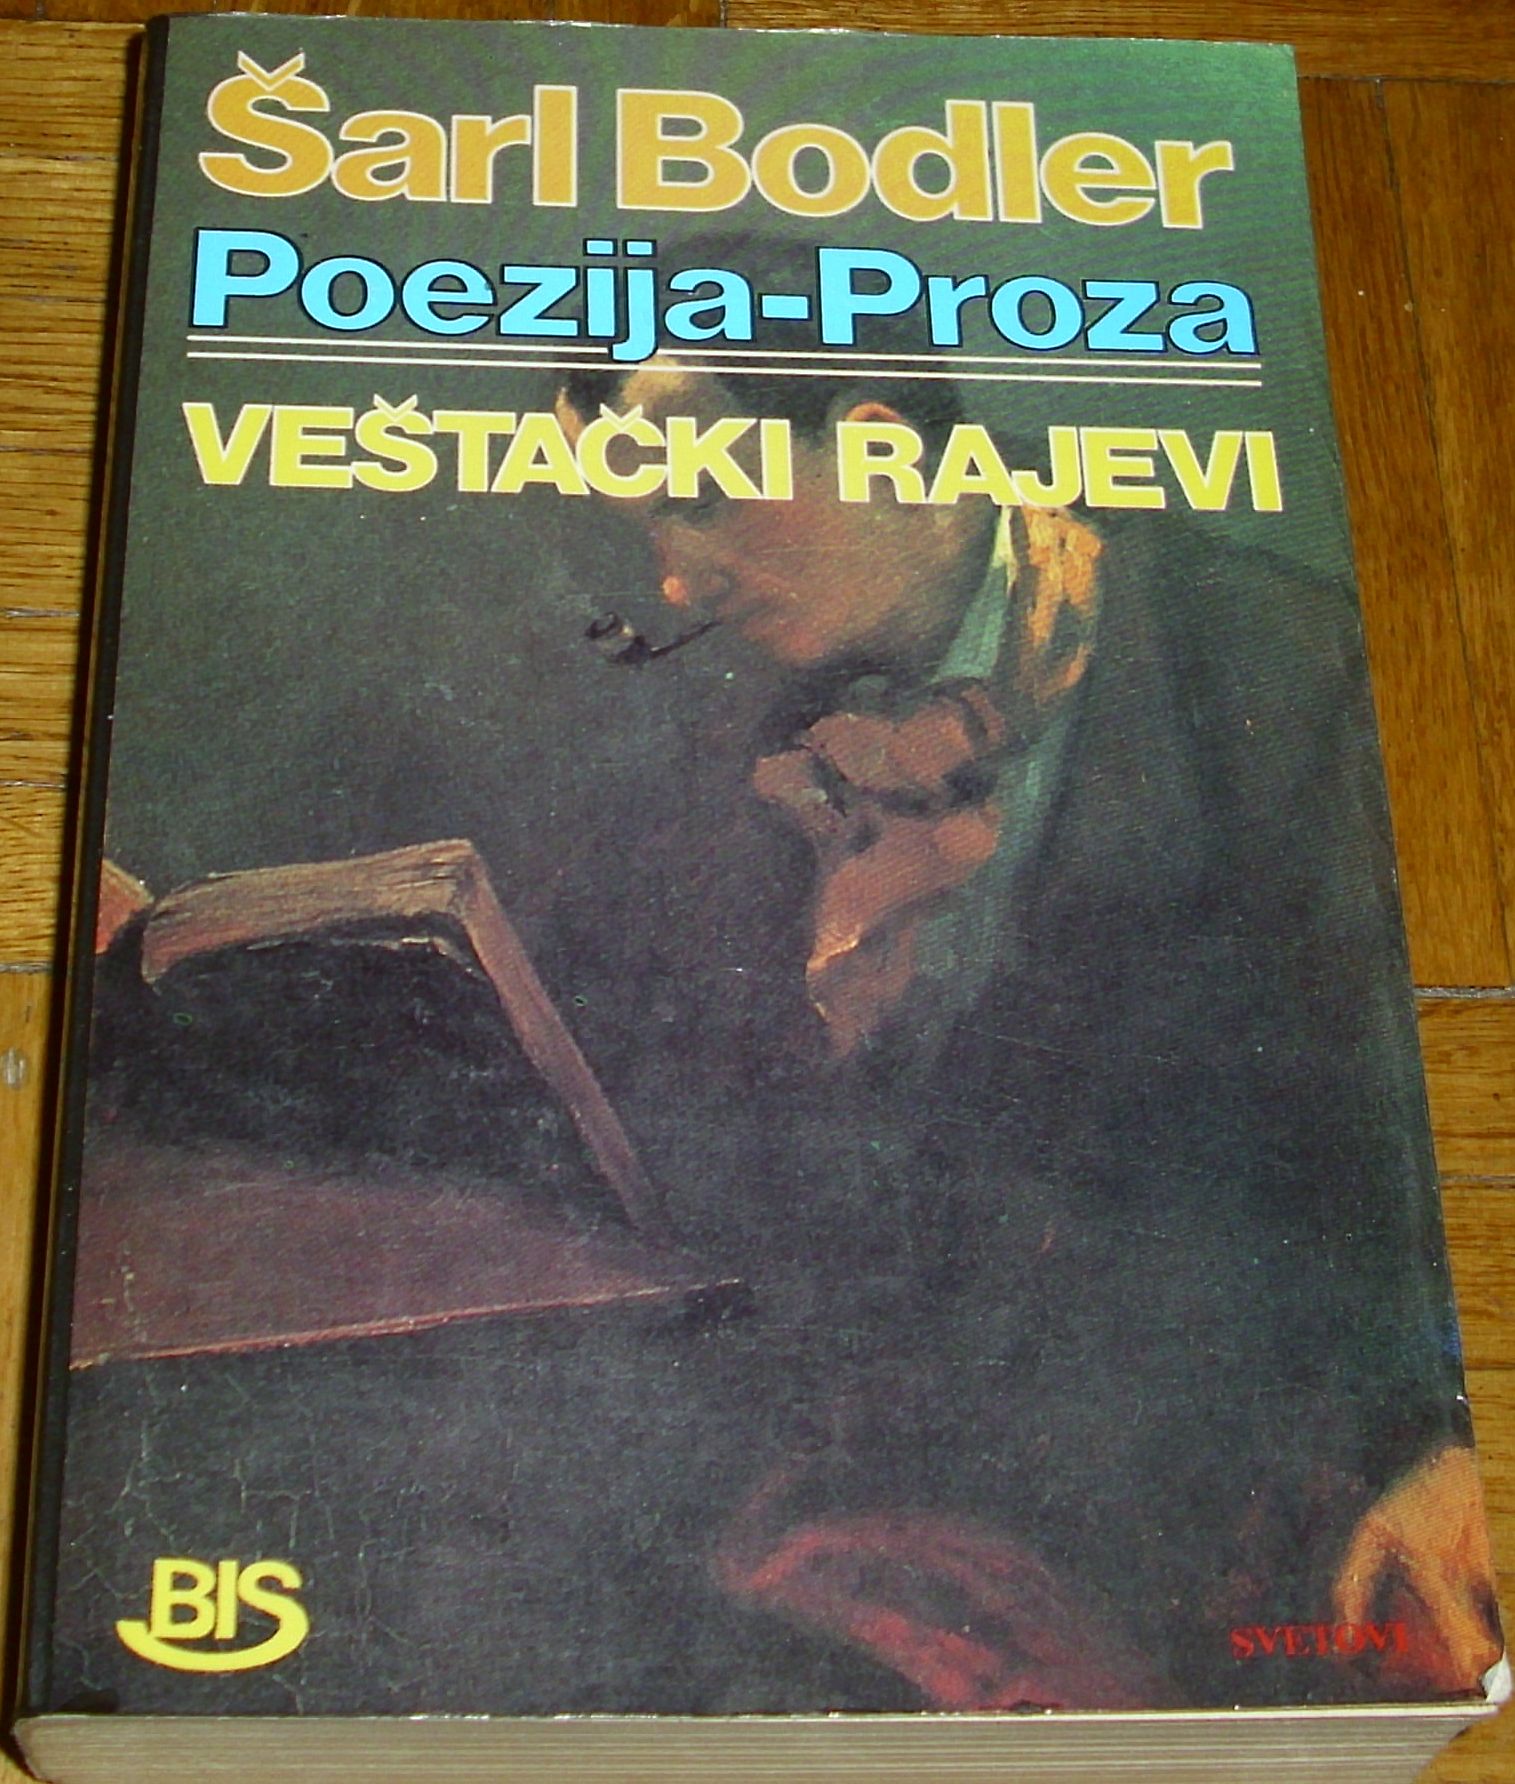 Šarl Bodler
Poezija-Proza
VEŠTAČKI RAJEVI
BIS
SVETOVI